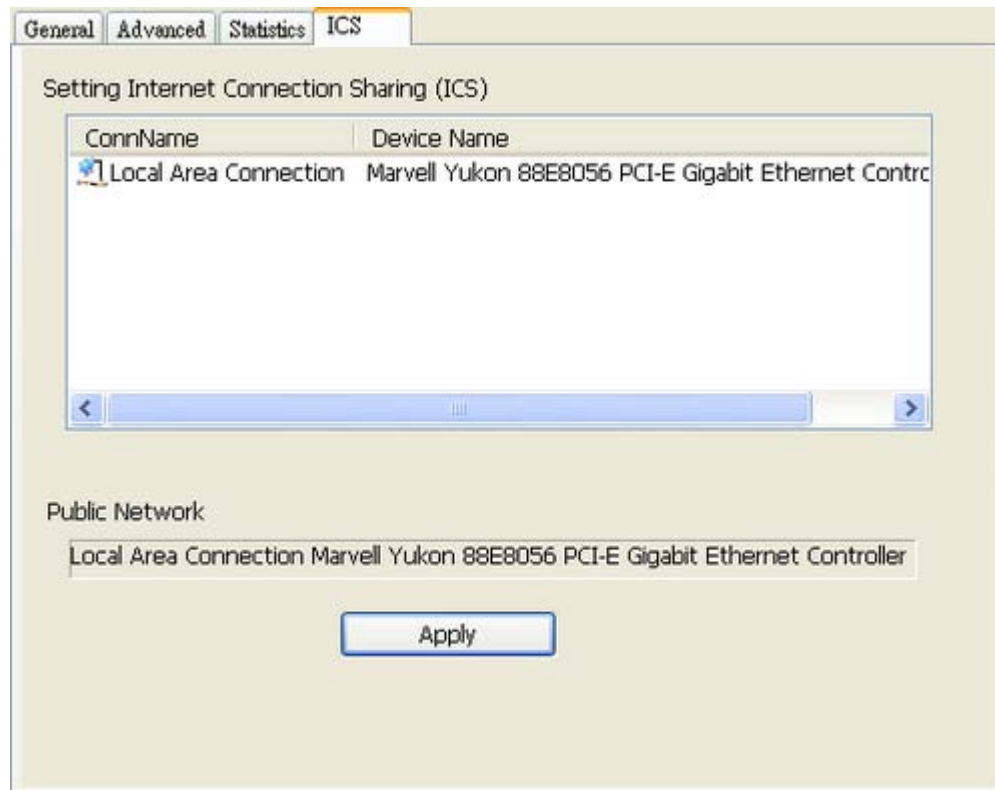 General Advanced Statistics ICS
Setting Internet Connection Sharing (ICS)
ConnName Device Name
Local Area Connection Marvell Yukon 88E8056 PCI-E Gigabit Ethernet Contrc
Public Network
Local Area Connection Marvell Yukon 88E8056 PCI-E Gigabit Ethernet Controller
Apply